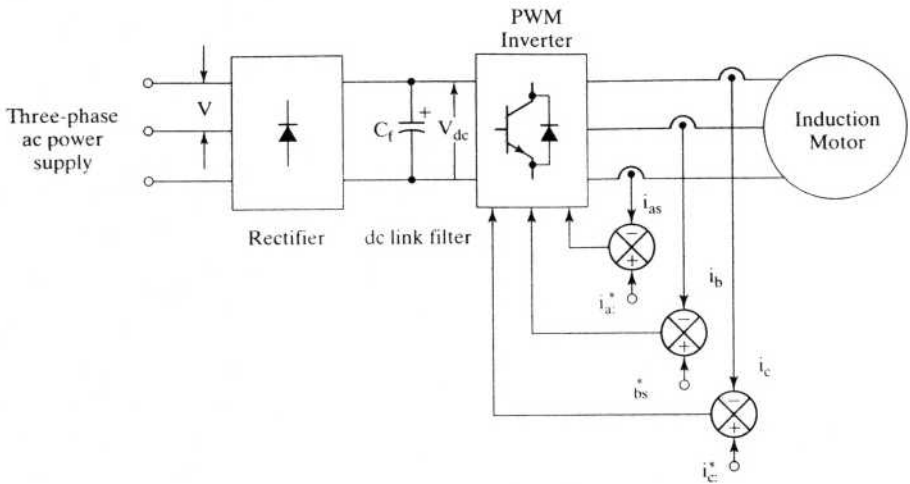 PWM
Inverter
Three-phase
ac power
supply
V
C_f
+
V_dc
Induction
Motor
Rectifier
dc link filter
i_as
−
+
i_a:*
i_b
−
+
*bs
i_c
−
+
i_c:*